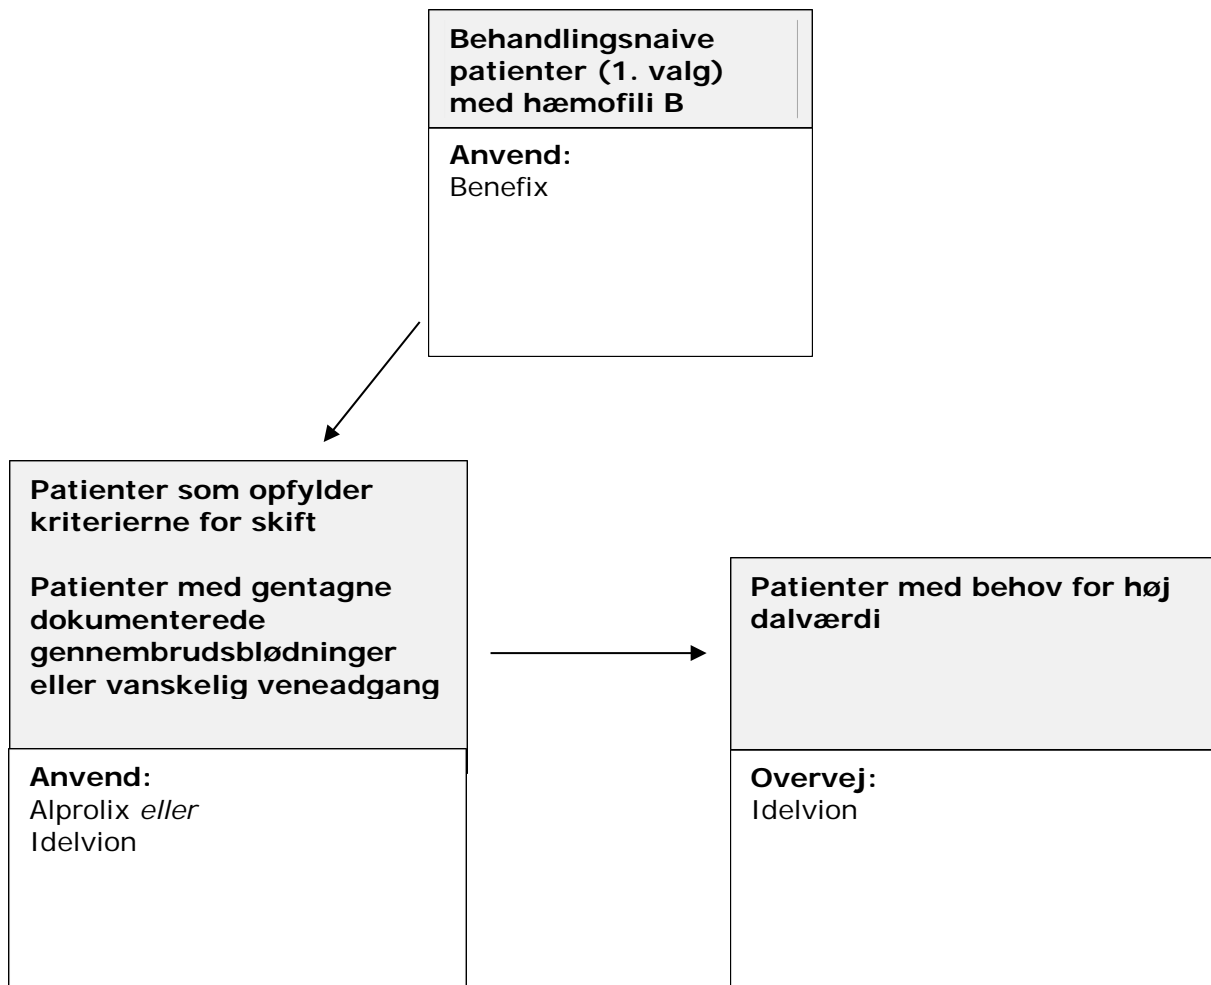 Behandlingsnaive
patienter (1. valg)
med hæmofili B
Anvend:
Benefix
Patienter som opfylder
kriterierne for skift
Patienter med gentagne
dokumenterede
gennembrudsblødninger
eller vanskelig veneadgang
Anvend:
Alprolix eller
Idelvion
Patienter med behov for høj
dalværdi
Overvej:
Idelvion